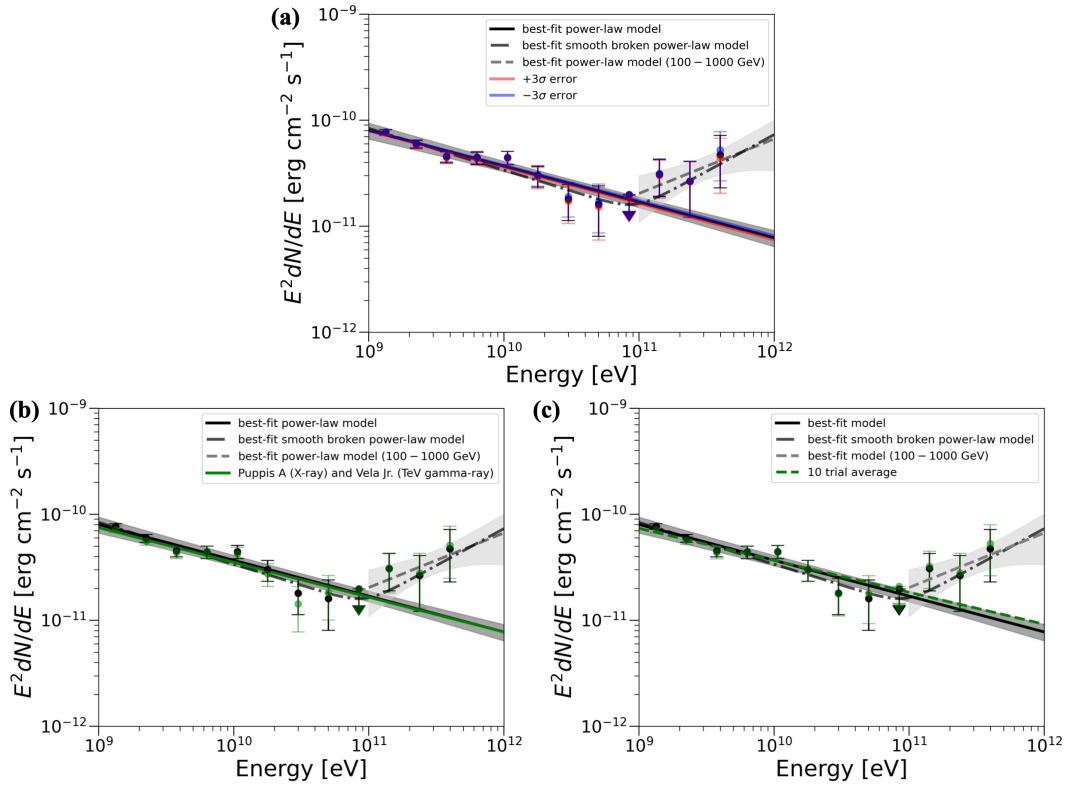 (a)
10⁻⁹
10⁻¹⁰
10⁻¹¹
10⁻¹²
E²dN/dE [erg cm⁻² s⁻¹]
best-fit power-law model
best-fit smooth broken power-law model
best-fit power-law model (100 − 1000 GeV)
+3σ error
−3σ error
10⁹ 10¹⁰ 10¹¹ 10¹²
Energy [eV]
(b)
10⁻⁹
10⁻¹⁰
10⁻¹¹
10⁻¹²
E²dN/dE [erg cm⁻² s⁻¹]
best-fit power-law model
best-fit smooth broken power-law model
best-fit power-law model (100 − 1000 GeV)
Puppis A (X-ray) and Vela Jr. (TeV gamma-ray)
10⁹ 10¹⁰ 10¹¹ 10¹²
Energy [eV]
(c)
10⁻⁹
10⁻¹⁰
10⁻¹¹
10⁻¹²
E²dN/dE [erg cm⁻² s⁻¹]
best-fit model
best-fit smooth broken power-law model
best-fit model (100 − 1000 GeV)
10 trial average
10⁹ 10¹⁰ 10¹¹ 10¹²
Energy [eV]